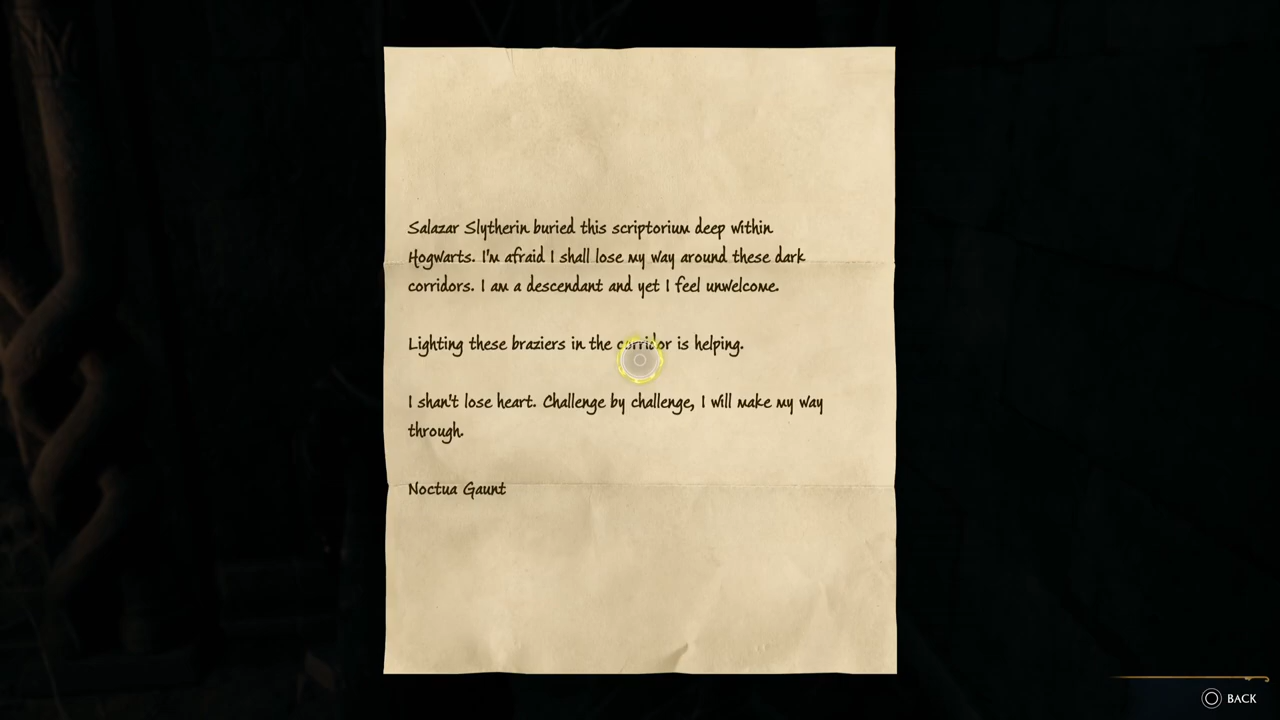 Salazar Slytherin buried this scriptorium deep within
Hogwarts. I'm afraid I shall lose my way around these dark
corridors. I am a descendant and yet I feel unwelcome.
Lighting these braziers in the corridor is helping.
I shan't lose heart. Challenge by challenge, I will make my way
through.
Noctua Gaunt
BACK